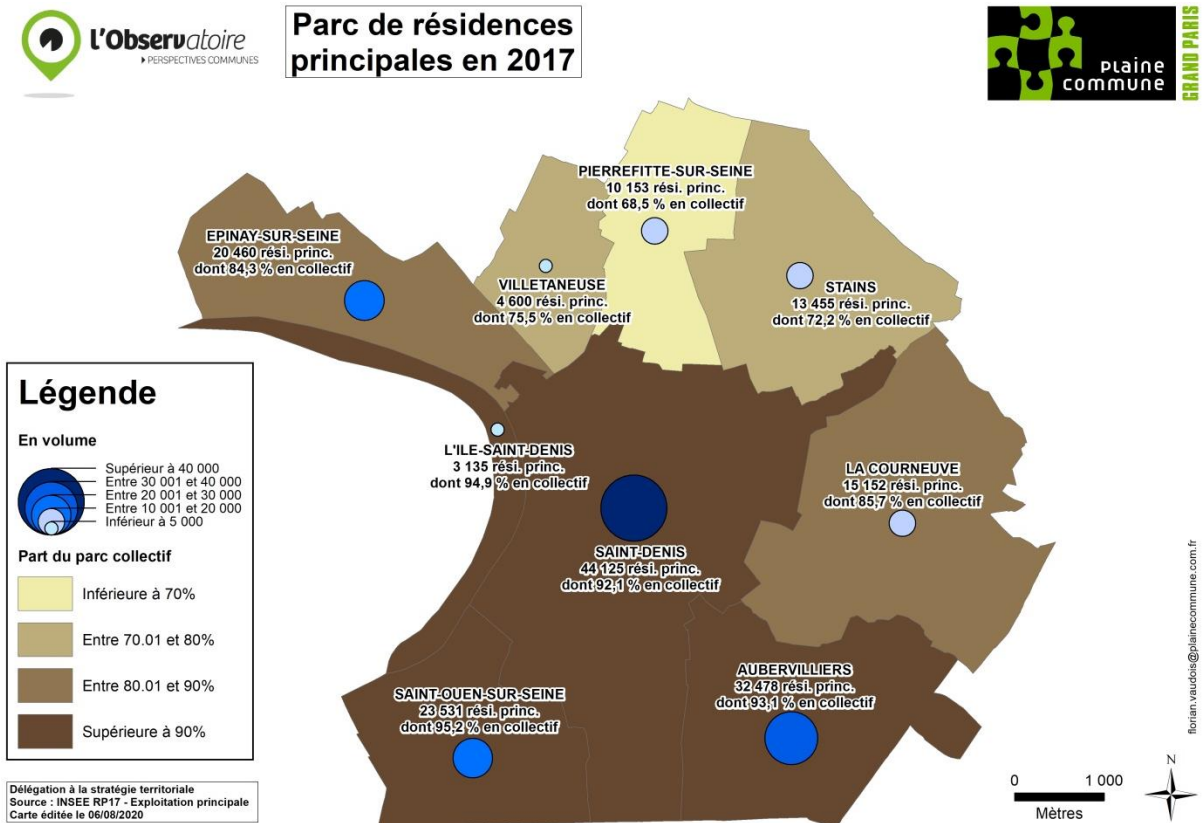 l'Observatoire
PERSPECTIVES COMMUNES
Parc de résidences
principales en 2017
plaine
commune
GRAND PARIS
PIERREFITTE-SUR-SEINE
10 153 rési. princ.
dont 68,5 % en collectif
EPINAY-SUR-SEINE
20 460 rési. princ.
dont 84,3 % en collectif
VILLETANEUSE
4 600 rési. princ.
dont 75,5 % en collectif
STAINS
13 455 rési. princ.
dont 72,2 % en collectif
L'ILE-SAINT-DENIS
3 135 rési. princ.
dont 94,9 % en collectif
LA COURNEUVE
15 152 rési. princ.
dont 85,7 % en collectif
SAINT-DENIS
44 125 rési. princ.
dont 92,1 % en collectif
SAINT-OUEN-SUR-SEINE
23 531 rési. princ.
dont 95,2 % en collectif
AUBERVILLIERS
32 478 rési. princ.
dont 93,1 % en collectif
Légende
En volume
Supérieur à 40 000
Entre 30 001 et 40 000
Entre 20 001 et 30 000
Entre 10 001 et 20 000
Inférieur à 5 000
Part du parc collectif
Inférieure à 70%
Entre 70.01 et 80%
Entre 80.01 et 90%
Supérieure à 90%
Délégation à la stratégie territoriale
Source : INSEE RP17 - Exploitation principale
Carte éditée le 06/08/2020
florian.vaudois@plainecommune.com.fr
0 1 000
Mètres
N